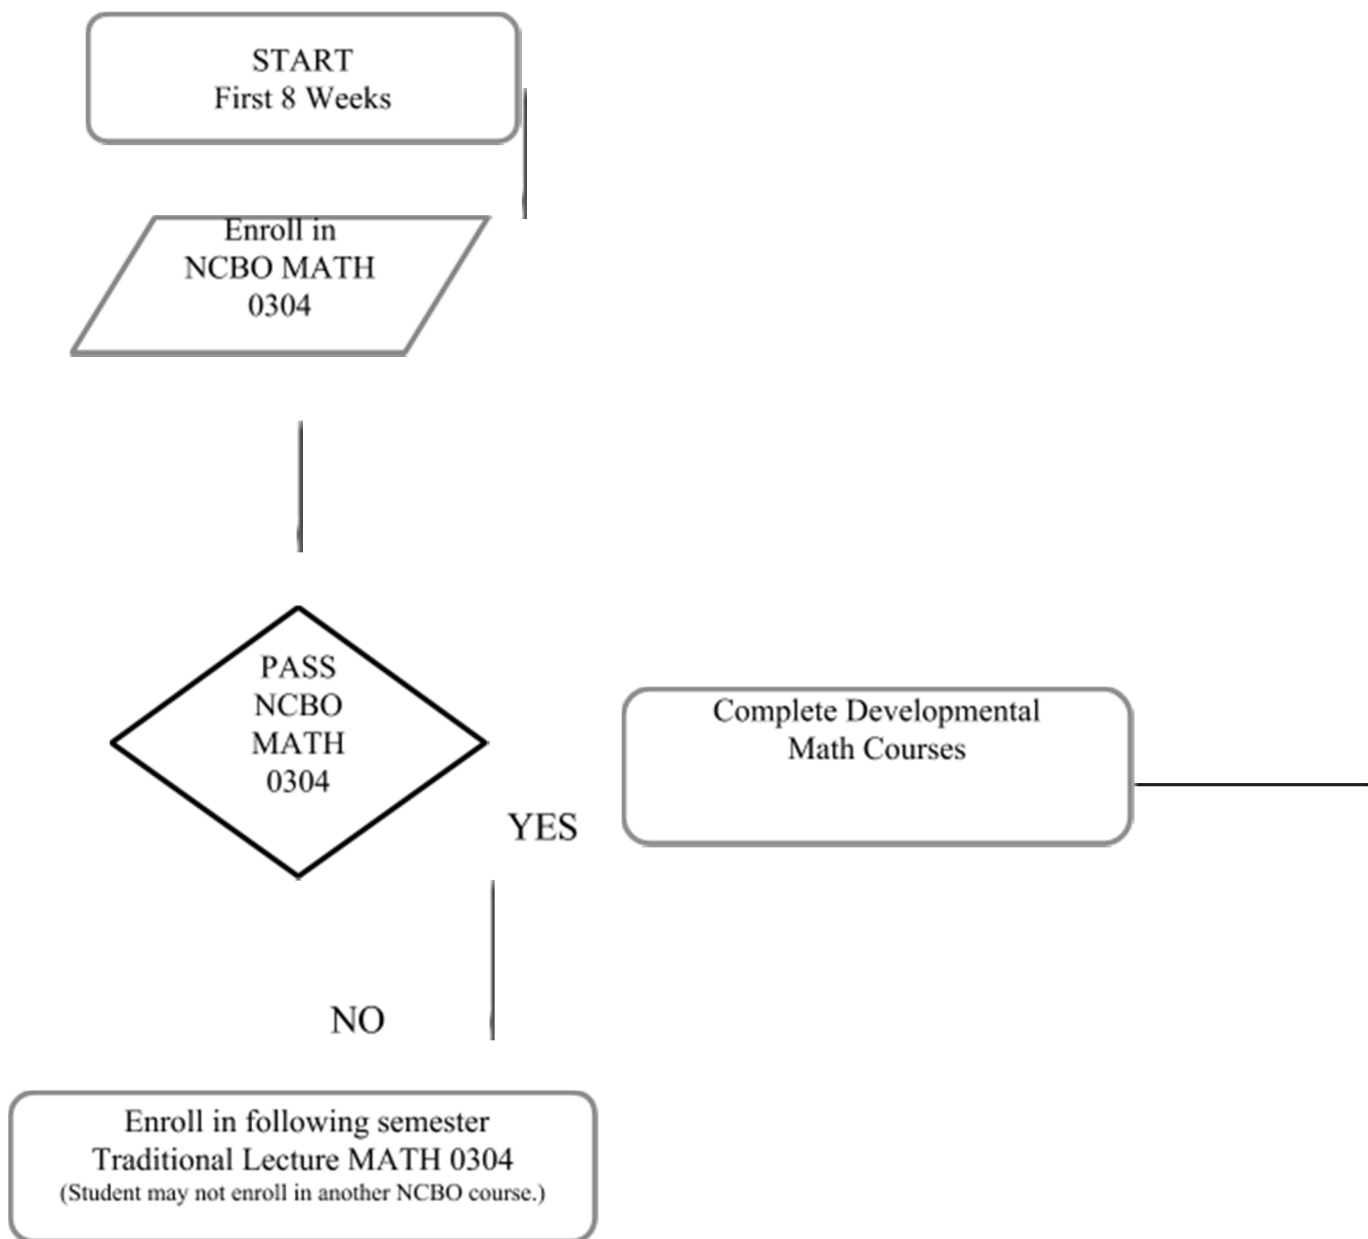 START
First 8 Weeks
Enroll in
NCBO MATH
0304
PASS
NCBO
MATH
0304
YES
Complete Developmental
Math Courses
NO
Enroll in following semester
Traditional Lecture MATH 0304
(Student may not enroll in another NCBO course.)